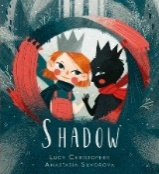 SHADOW
LUCY CHRISTOPHER
ANASTASIA SUVOROVA